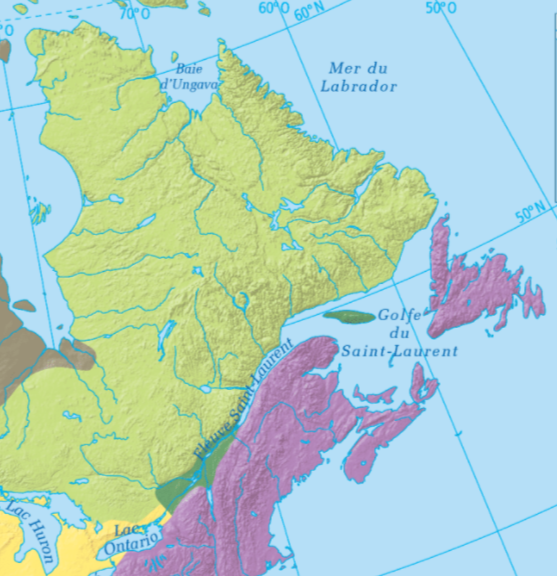 70°O
60°O
60°N
50°O
Baie
d'Ungava
Mer du
Labrador
50°N
Golfe
du
Saint-Laurent
Fleuve Saint-Laurent
Lac Huron
Lac
Ontario